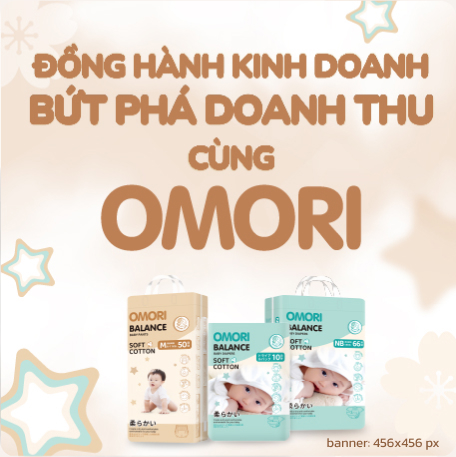 ĐỒNG HÀNH KINH DOANH
BỨT PHÁ DOANH THU
CÙNG
OMORI
OMORI
BALANCE
SOFT
COTTON
M
50
柔らかい
OMORI
BALANCE
SOFT
COTTON
10
柔らかい
OMORI
BALANCE
SOFT
COTTON
NB
66
banner: 456x456 px